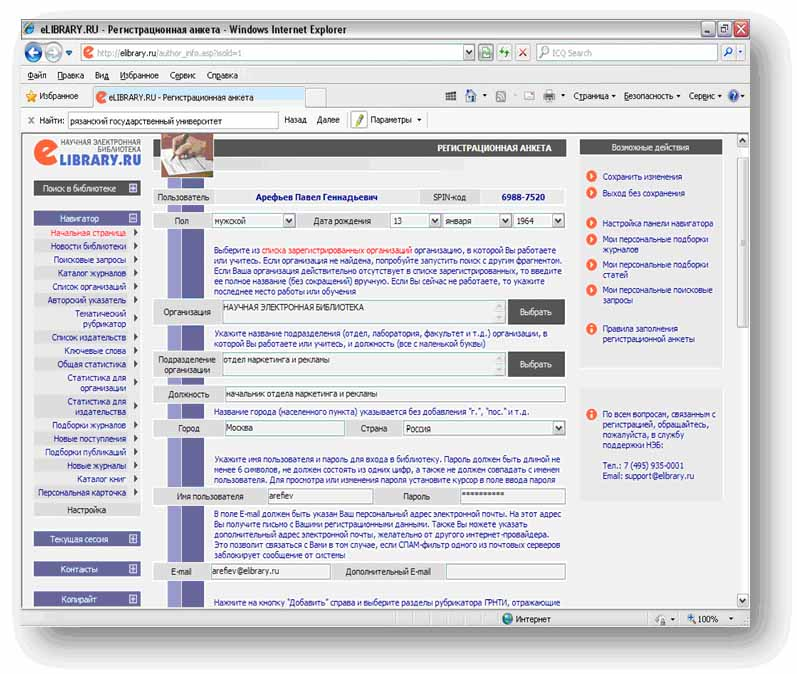 eLIBRARY.RU - Регистрационная анкета - Windows Internet Explorer
http://elibrary.ru/author_info.asp?isold=1
ICQ Search
Файл Правка Вид Избранное Сервис Справка
Избранное
eLIBRARY.RU - Регистрационная анкета
Страница Безопасность Сервис
x Найти: рязанский государственный университет Назад Далее Параметры
НАУЧНАЯ ЭЛЕКТРОННАЯ
БИБЛИОТЕКА
eLIBRARY.RU
Поиск в библиотеке
Навигатор
Начальная страница
Новости библиотеки
Поисковые запросы
Каталог журналов
Список организаций
Авторский указатель
Тематический
рубрикатор
Список издательств
Ключевые слова
Общая статистика
Статистика для
организации
Статистика для
издательства
Подборки журналов
Новые поступления
Подборки публикаций
Новые журналы
Каталог книг
Персональная карточка
Настройка
Текущая сессия
Контакты
Копирайт
РЕГИСТРАЦИОННАЯ АНКЕТА
Пользователь Арефьев Павел Геннадьевич SPIN-код 6988-7520
Пол мужской Дата рождения 13 января 1964
Выберите из списка зарегистрированных организаций организацию, в которой Вы работаете
или учитесь. Если организация не найдена, попробуйте запустить поиск с другим фрагментом.
Если Ваша организация действительно отсутствует в списке зарегистрированных, то введите
ее полное название (без сокращений) вручную. Если Вы сейчас не работаете, то укажите
последнее место работы или обучения
Организация НАУЧНАЯ ЭЛЕКТРОННАЯ БИБЛИОТЕКА Выбрать
Укажите название подразделения (отдел, лаборатория, факультет и т.д.) организации, в
которой Вы работаете или учитесь, и должность (все с маленькой буквы)
Подразделение
организации
отдел маркетинга и рекламы Выбрать
Должность начальник отдела маркетинга и рекламы
Название города (населенного пункта) указывается без добавления "г.", "пос." и т.д.
Город Москва Страна Россия
Укажите имя пользователя и пароль для входа в библиотеку. Пароль должен быть длиной не
менее 6 символов, не должен состоять из одних цифр, а также не должен совпадать с именем
пользователя. Для просмотра или изменения пароля установите курсор в поле ввода пароля
Имя пользователя arefiev Пароль **********
В поле E-mail должен быть указан Ваш персональный адрес электронной почты. На этот адрес
Вы получите письмо с Вашими регистрационными данными. Также Вы можете указать
дополнительный адрес электронной почты, желательно от другого интернет-провайдера.
Это позволит связаться с Вами в том случае, если СПАМ-фильтр одного из почтовых серверов
заблокирует сообщение от системы
E-mail arefiev@elibrary.ru Дополнительный E-mail
Нажмите на кнопку "Добавить" справа и выберите разделы рубрикатора ГРНТИ, отражающие
Возможные действия
Сохранить изменения
Выход без сохранения
Настройка панели навигатора
Мои персональные подборки
журналов
Мои персональные подборки
статей
Мои персональные поисковые
запросы
Правила заполнения
регистрационной анкеты
По всем вопросам, связанным с
регистрацией, обращайтесь,
пожалуйста, в службу
поддержки НЭБ:
Тел.: 7 (495) 935-0001
Email: support@elibrary.ru
Интернет
100%